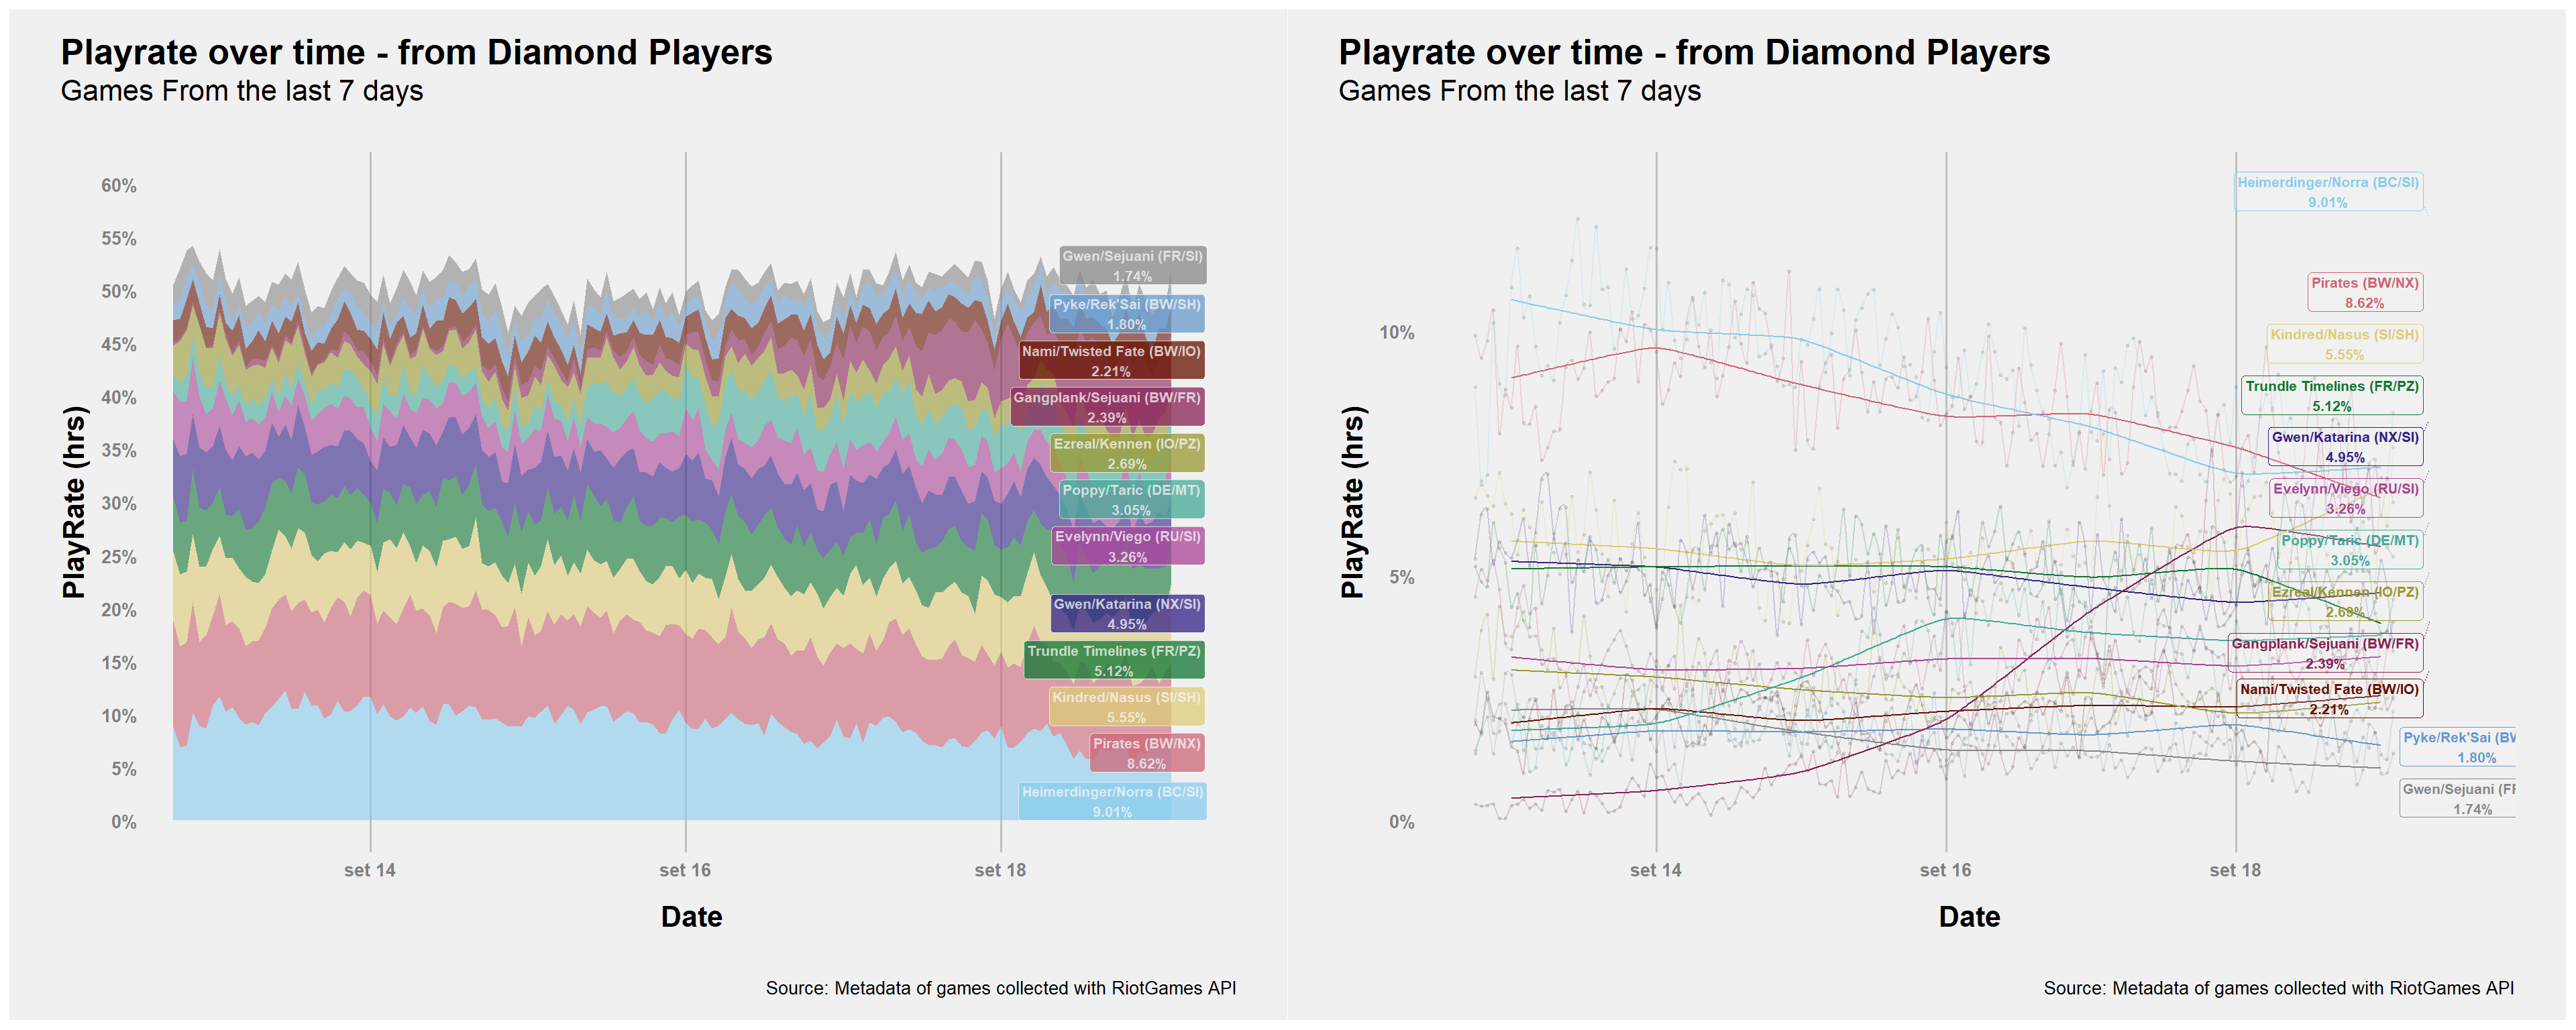 Playrate over time - from Diamond Players
Games From the last 7 days
PlayRate (hrs)
60%
55%
50%
45%
40%
35%
30%
25%
20%
15%
10%
5%
0%
Gwen/Sejuani (FR/SI)
1.74%
Pyke/Rek'Sai (BW/SH)
1.80%
Nami/Twisted Fate (BW/IO)
2.21%
Gangplank/Sejuani (BW/FR)
2.39%
Ezreal/Kennen (IO/PZ)
2.69%
Poppy/Taric (DE/MT)
3.05%
Evelynn/Viego (RU/SI)
3.26%
Gwen/Katarina (NX/SI)
4.95%
Trundle Timelines (FR/PZ)
5.12%
Kindred/Nasus (SI/SH)
5.55%
Pirates (BW/NX)
8.62%
Heimerdinger/Norra (BC/SI)
9.01%
set 14
set 16
set 18
Date
Source: Metadata of games collected with RiotGames API
Playrate over time - from Diamond Players
Games From the last 7 days
PlayRate (hrs)
10%
5%
0%
Heimerdinger/Norra (BC/SI)
9.01%
Pirates (BW/NX)
8.62%
Kindred/Nasus (SI/SH)
5.55%
Trundle Timelines (FR/PZ)
5.12%
Gwen/Katarina (NX/SI)
4.95%
Evelynn/Viego (RU/SI)
3.26%
Poppy/Taric (DE/MT)
3.05%
Ezreal/Kennen (IO/PZ)
2.69%
Gangplank/Sejuani (BW/FR)
2.39%
Nami/Twisted Fate (BW/IO)
2.21%
Pyke/Rek'Sai (BW
1.80%
Gwen/Sejuani (FR
1.74%
set 14
set 16
set 18
Date
Source: Metadata of games collected with RiotGames API